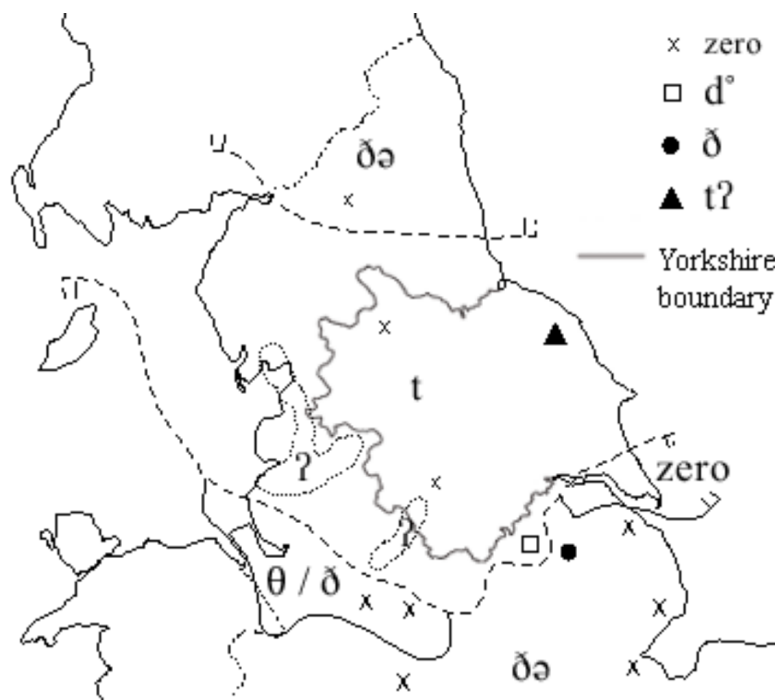 x zero
□ d°
● ð
▲ tʔ
Yorkshire
boundary
ðə
x
x
t
ʔ
x
ʔ
zero
x
θ / ð
x
x
x
ðə
x
x